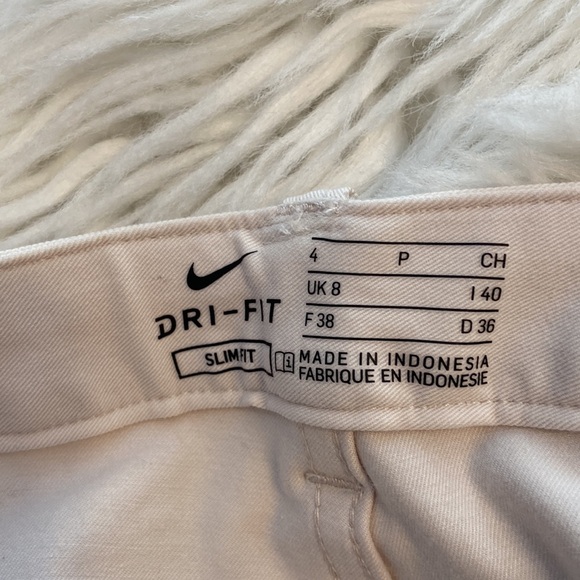 4 P CH
UK 8 I 40
F 38 D 36
DRI-FIT
SLIM FIT
MADE IN INDONESIA
FABRIQUE EN INDONESIE